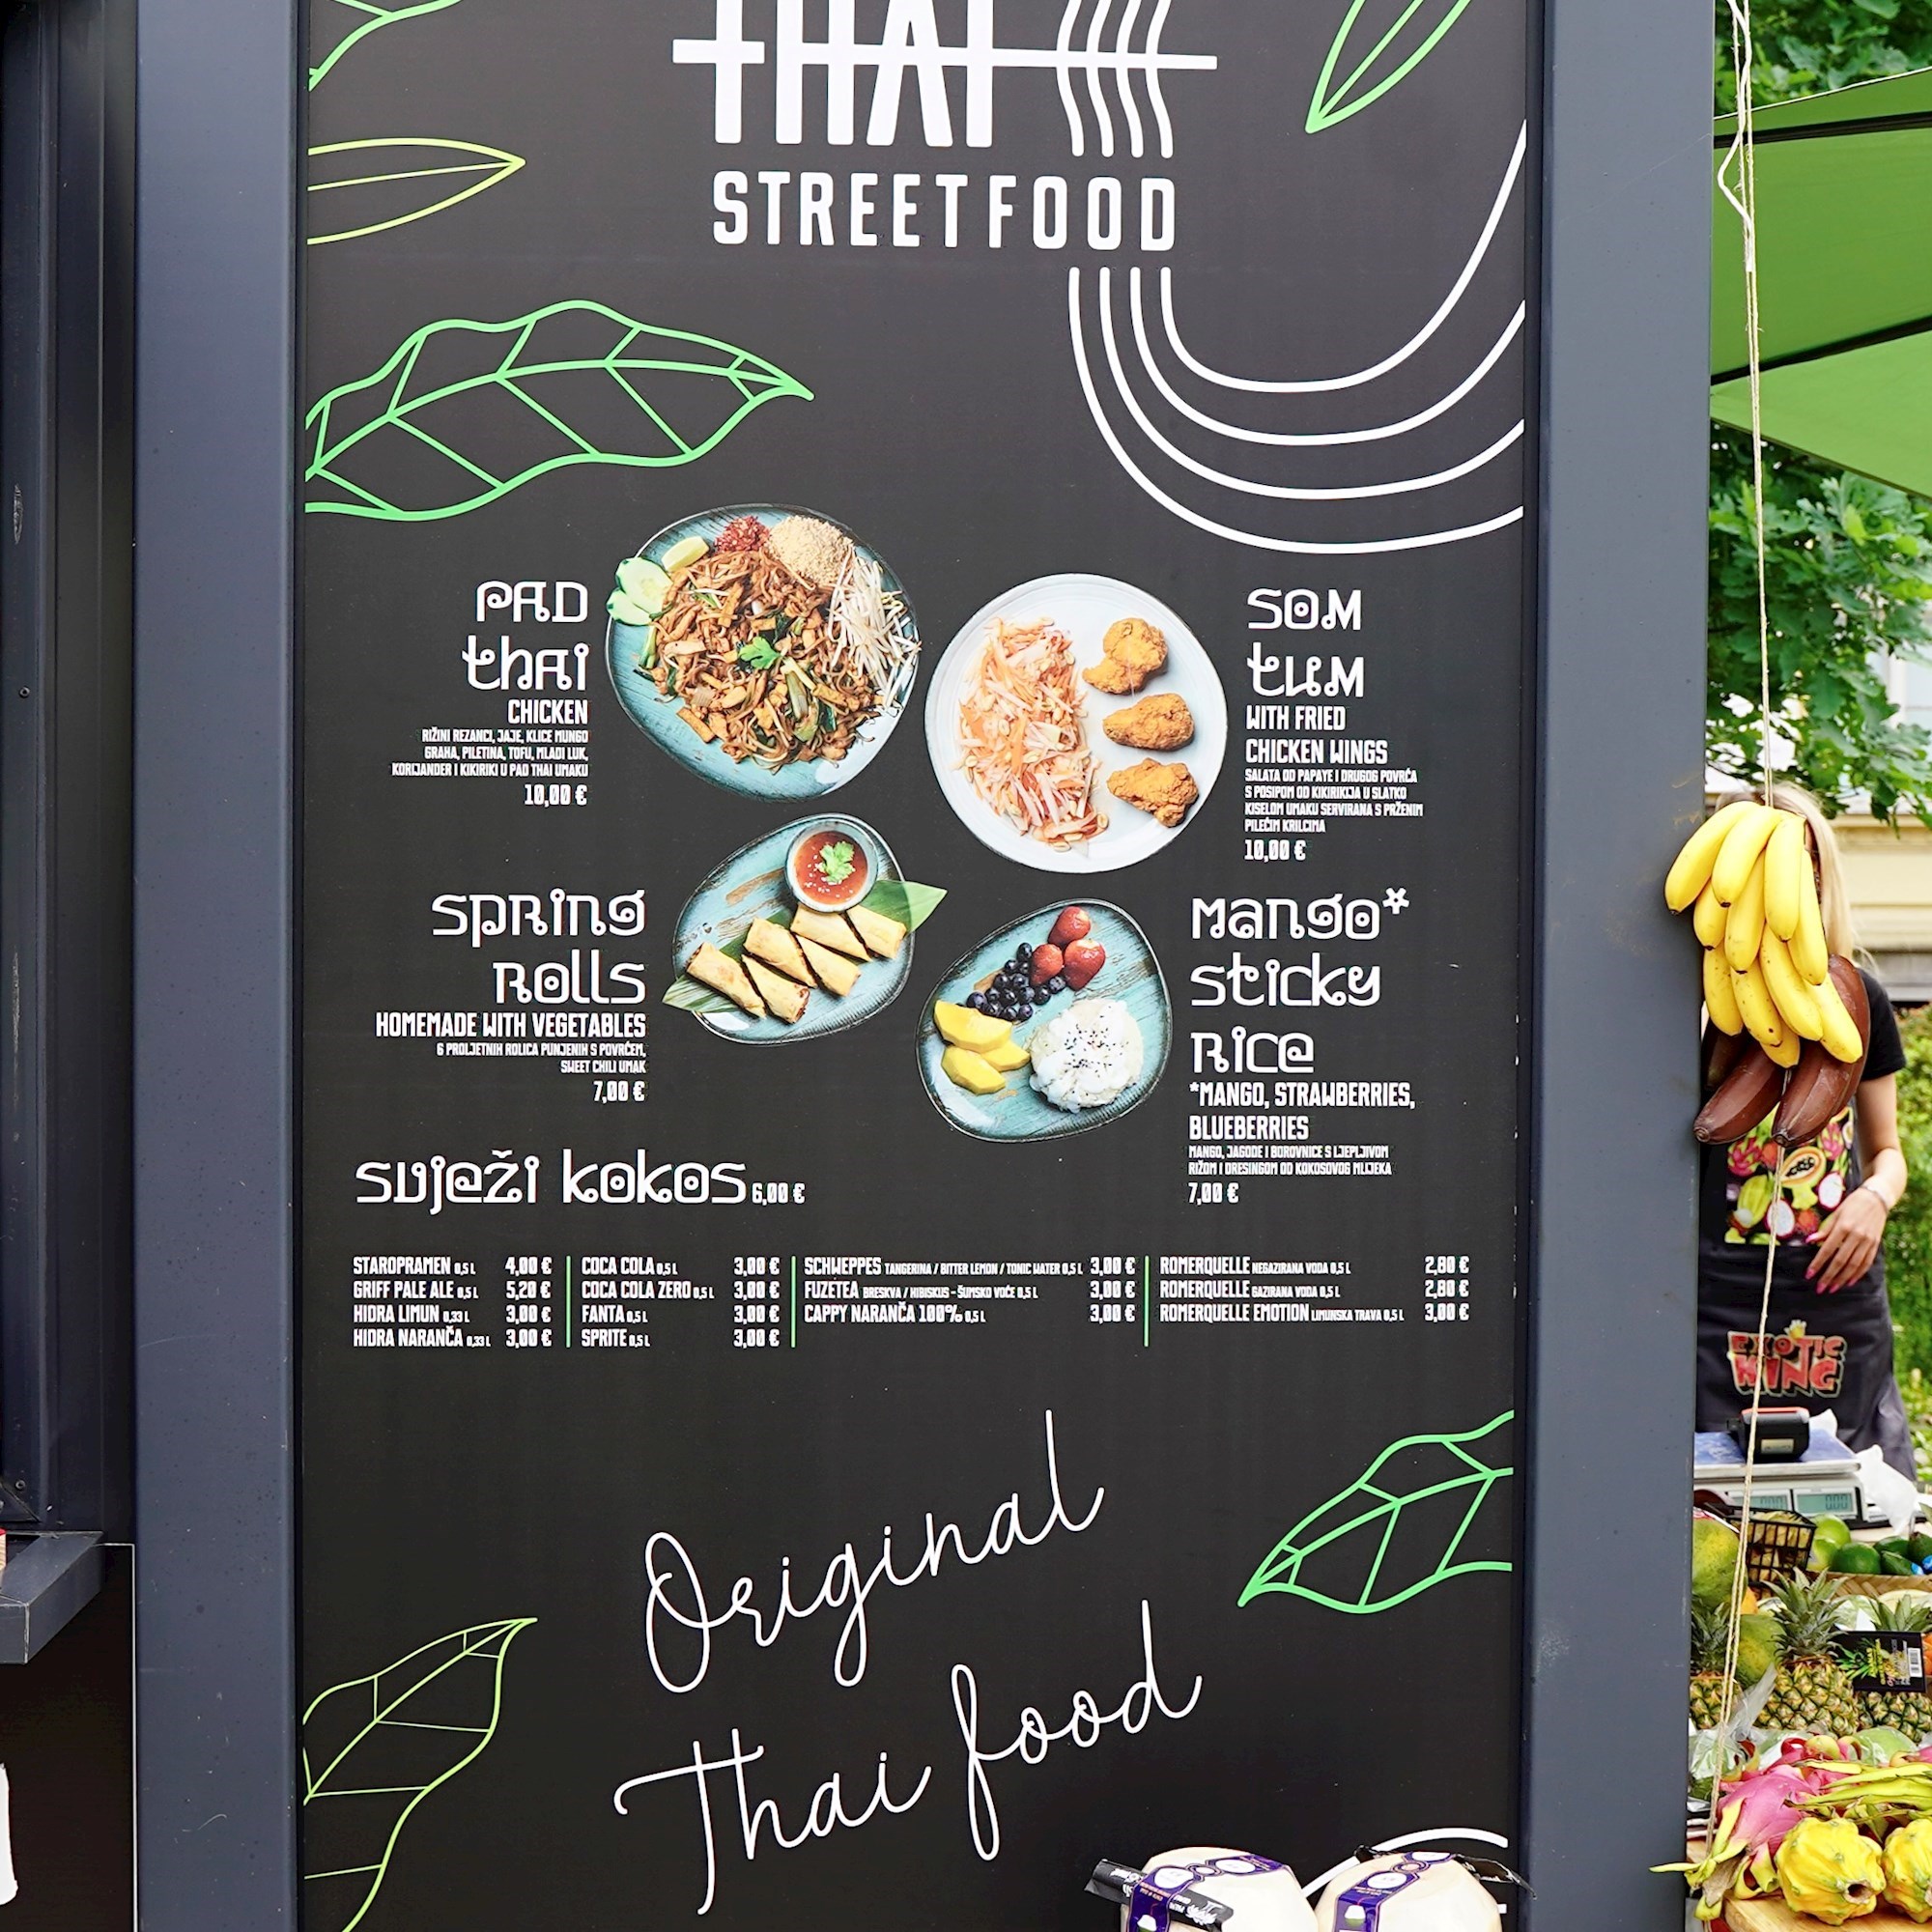 THAI
STREET FOOD
PAD
thAi
CHICKEN
RIŽINI REZANCI, JAJE, KLICE MUNGO
GRAHA, PILETINA, TOFU, MLADI LUK,
KORIJANDER I KIKIRIKI U PAD THAI UMAKU
10,00 €
SOM
tuM
WITH FRIED
CHICKEN WINGS
SALATA OD PAPAYE I DRUGOG POVRĆA
S POSIPOM OD KIKIRIKIJA U SLATKO
KISELOM UMAKU SERVIRANA S PRŽENIM
PILEĆIM KRILCIMA
10,00 €
spring
rolls
HOMEMADE WITH VEGETABLES
6 PROLJETNIH ROLICA PUNJENIH S POVRĆEM,
SWEET CHILI UMAK
7,00 €
mango*
sticky
rice
*MANGO, STRAWBERRIES,
BLUEBERRIES
MANGO, JAGODE I BOROVNICE S LJEPLJIVOM
RIŽOM I DRESINGOM OD KOKOSOVOG MLIJEKA
7,00 €
svježi kokos 6,00 €
STAROPRAMEN 0,5 L 4,00 €
GRIFF PALE ALE 0,5 L 5,20 €
HIDRA LIMUN 0,33 L 3,00 €
HIDRA NARANČA 0,33 L 3,00 €
COCA COLA 0,5 L 3,00 €
COCA COLA ZERO 0,5 L 3,00 €
FANTA 0,5 L 3,00 €
SPRITE 0,5 L 3,00 €
SCHWEPPES TANGERINA / BITTER LEMON / TONIC WATER 0,5 L 3,00 €
FUZETEA BRESKVA / HIBISKUS - ŠUMSKO VOĆE 0,5 L 3,00 €
CAPPY NARANČA 100% 0,5 L 3,00 €
ROMERQUELLE NEGAZIRANA VODA 0,5 L 2,80 €
ROMERQUELLE GAZIRANA VODA 0,5 L 2,80 €
ROMERQUELLE EMOTION LIMUNSKA TRAVA 0,5 L 3,00 €
Original
Thai food
EXOTIC
KING
0.00